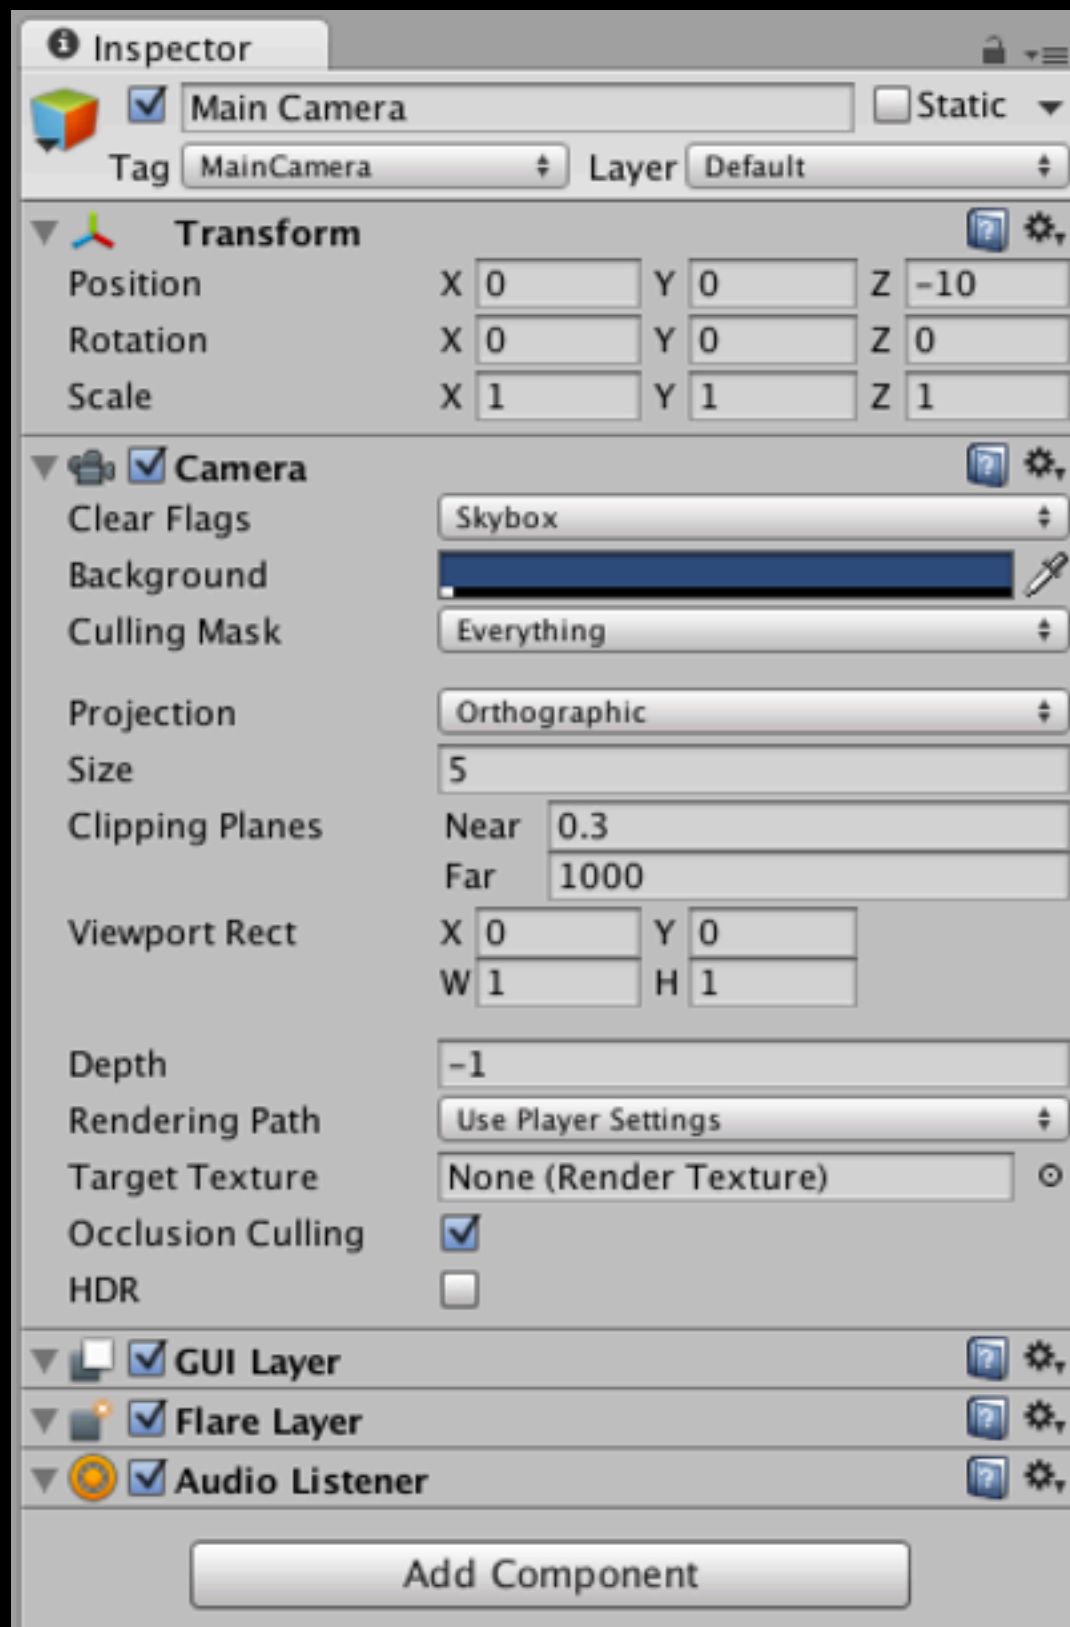 Inspector
Main Camera Static
Tag MainCamera Layer Default
Transform
Position X 0 Y 0 Z -10
Rotation X 0 Y 0 Z 0
Scale X 1 Y 1 Z 1
Camera
Clear Flags Skybox
Background
Culling Mask Everything
Projection Orthographic
Size 5
Clipping Planes Near 0.3
Far 1000
Viewport Rect X 0 Y 0
W 1 H 1
Depth -1
Rendering Path Use Player Settings
Target Texture None (Render Texture)
Occlusion Culling
HDR
GUI Layer
Flare Layer
Audio Listener
Add Component